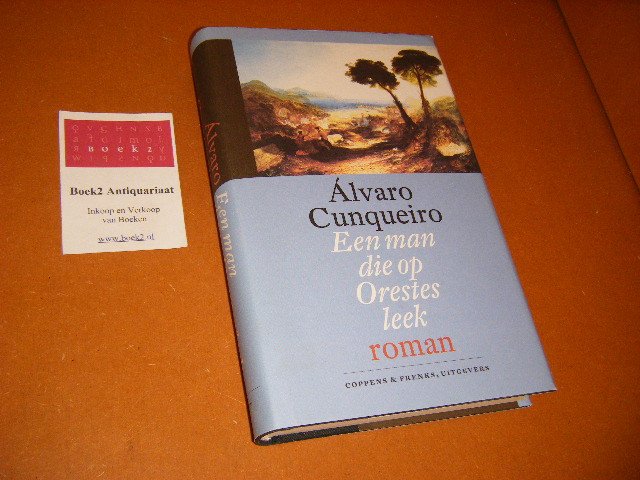 BOEK2
Boek2 Antiquariaat
Inkoop en Verkoop
van Boeken
www.boek2.nl
Álvaro
Een man
Álvaro
Cunqueiro
Een man
die op
Orestes
leek
roman
COPPENS & FRENKS, UITGEVERS